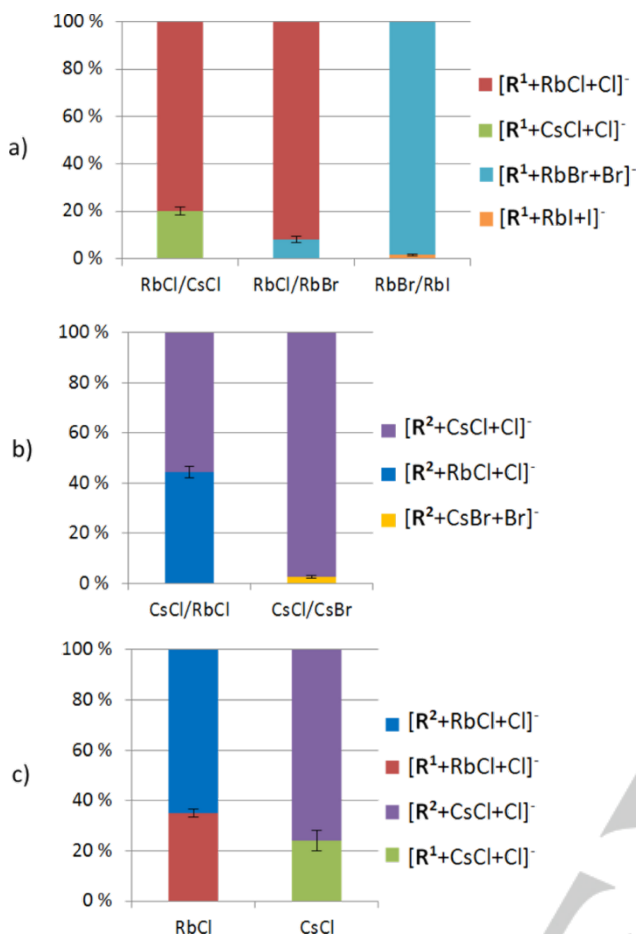 a)
100 %
80 %
60 %
40 %
20 %
0 %
RbCl/CsCl RbCl/RbBr RbBr/RbI
[R¹+RbCl+Cl]⁻
[R¹+CsCl+Cl]⁻
[R¹+RbBr+Br]⁻
[R¹+RbI+I]⁻
b)
100 %
80 %
60 %
40 %
20 %
0 %
CsCl/RbCl CsCl/CsBr
[R²+CsCl+Cl]⁻
[R²+RbCl+Cl]⁻
[R²+CsBr+Br]⁻
c)
100 %
80 %
60 %
40 %
20 %
0 %
RbCl CsCl
[R²+RbCl+Cl]⁻
[R¹+RbCl+Cl]⁻
[R²+CsCl+Cl]⁻
[R¹+CsCl+Cl]⁻